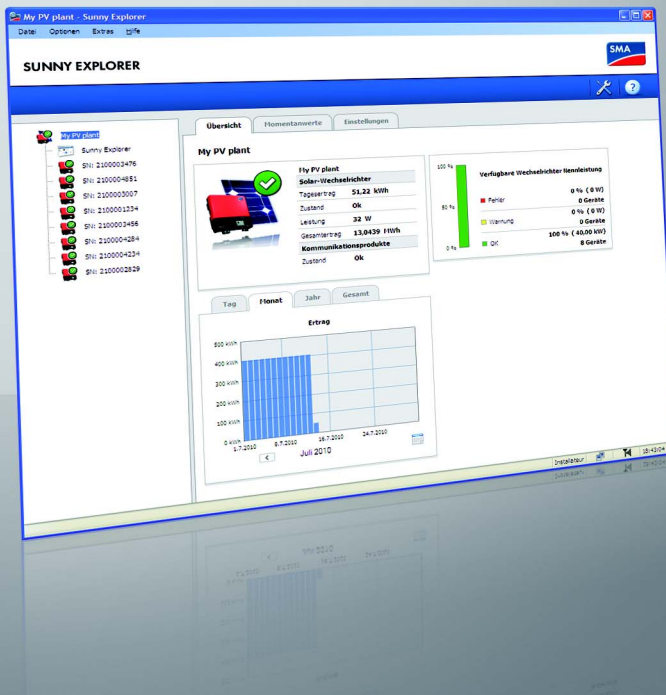 My PV plant - Sunny Explorer
Datei Optionen Extras Hilfe
SUNNY EXPLORER
SMA
?
My PV plant
Sunny Explorer
SN: 2100003476
SN: 2100004851
SN: 2100003007
SN: 2100001234
SN: 2100003456
SN: 2100004284
SN: 2100004234
SN: 2100002829
Übersicht Momentanwerte Einstellungen
My PV plant
My PV plant
Solar-Wechselrichter
Tagesertrag 51,22 kWh
Zustand Ok
Leistung 32 W
Gesamtertrag 13,0439 MWh
Kommunikationsprodukte
Zustand Ok
100 %
50 %
0 %
Verfügbare Wechselrichter Nennleistung
Fehler 0 % ( 0 W)
0 Geräte
Warnung 0 % ( 0 W)
0 Geräte
OK 100 % ( 40,00 kW)
8 Geräte
Tag Monat Jahr Gesamt
Ertrag
500 kWh
400 kWh
300 kWh
200 kWh
100 kWh
0 kWh
1.7.2010 8.7.2010 16.7.2010 24.7.2010
< Juli 2010
Installateur 18:43:04